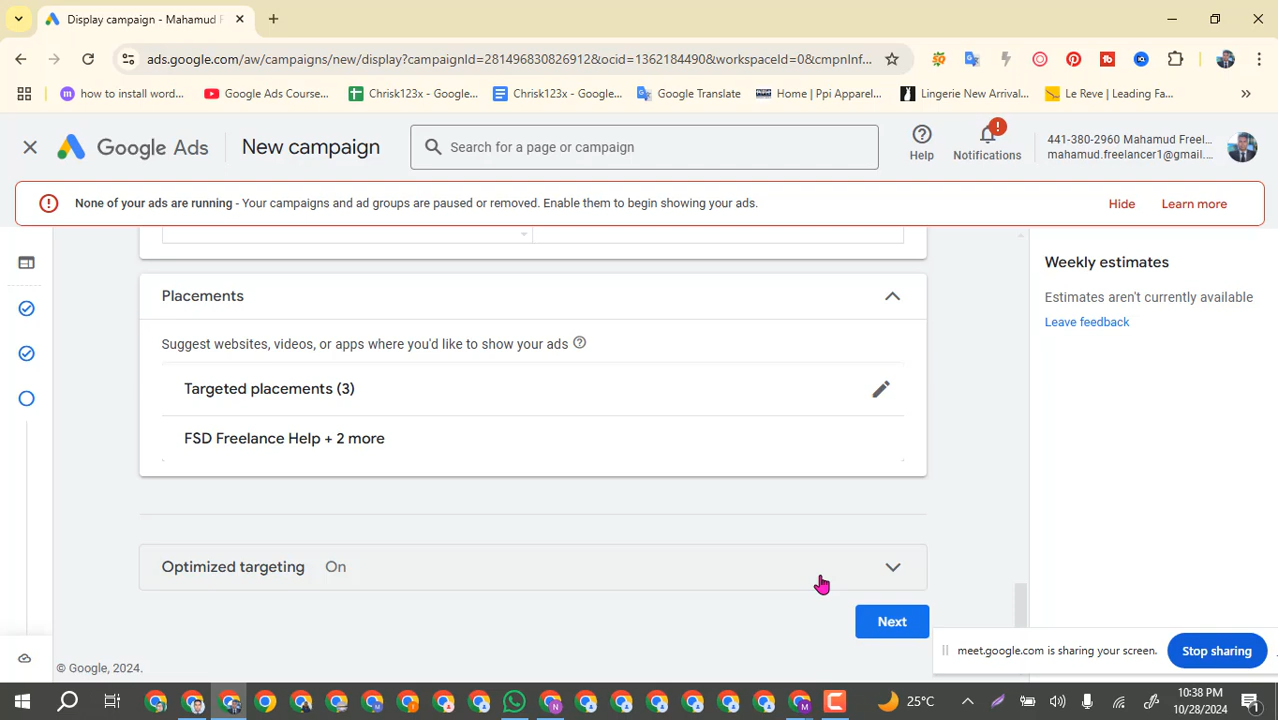 Display campaign - Mahamud F
ads.google.com/aw/campaigns/new/display?campaignId=281496830826912&ocid=1362184490&workspaceId=0&cmpnInf...
how to install word...
Google Ads Course...
Chrisk123x - Google...
Chrisk123x - Google...
Google Translate
Home | Ppi Apparel...
Lingerie New Arrival...
Le Reve | Leading Fa...
Google Ads
New campaign
Search for a page or campaign
Help
Notifications
441-380-2960 Mahamud Freel...
mahamud.freelancer1@gmail....
None of your ads are running - Your campaigns and ad groups are paused or removed. Enable them to begin showing your ads.
Hide
Learn more
Placements
Suggest websites, videos, or apps where you'd like to show your ads
Targeted placements (3)
FSD Freelance Help + 2 more
Optimized targeting On
Next
© Google, 2024.
Weekly estimates
Estimates aren't currently available
Leave feedback
meet.google.com is sharing your screen.
Stop sharing
25°C
10:38 PM
10/28/2024